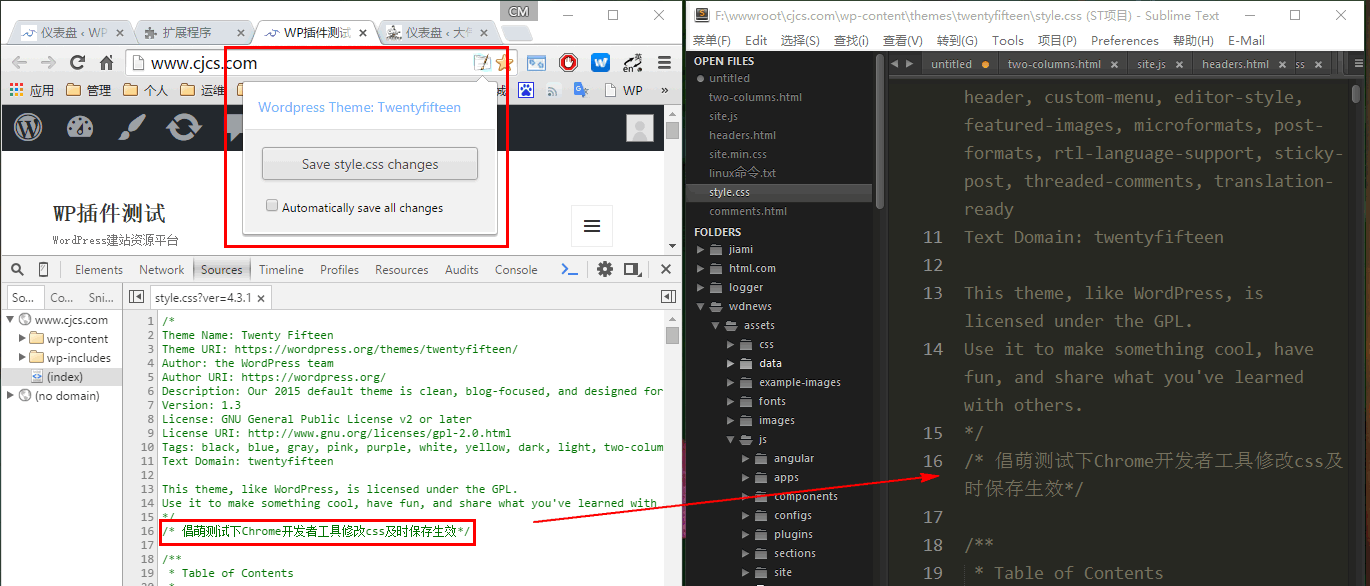 CM
仪表盘 ‹ WP
扩展程序
WP插件测试
仪表盘 ‹ 大
www.cjcs.com
en
英
应用
管理
个人
运维
WP
»
Wordpress Theme: Twentyfifteen
Save style.css changes
Automatically save all changes
WP插件测试
WordPress建站资源平台
Elements Network Sources Timeline Profiles Resources Audits Console
So... Co... Sni...
style.css?ver=4.3.1
www.cjcs.com
wp-content
wp-includes
(index)
(no domain)
1 /*
2 Theme Name: Twenty Fifteen
3 Theme URI: https://wordpress.org/themes/twentyfifteen/
4 Author: the WordPress team
5 Author URI: https://wordpress.org/
6 Description: Our 2015 default theme is clean, blog-focused, and designed for
7 Version: 1.3
8 License: GNU General Public License v2 or later
9 License URI: http://www.gnu.org/licenses/gpl-2.0.html
10 Tags: black, blue, gray, pink, purple, white, yellow, dark, light, two-colum
11 Text Domain: twentyfifteen
12
13 This theme, like WordPress, is licensed under the GPL.
14 Use it to make something cool, have fun, and share what you've learned with
15 */
16 /* 倡萌测试下Chrome开发者工具修改css及时保存生效*/
17
18 /**
19 * Table of Contents
F:\wwwroot\cjcs.com\wp-content\themes\twentyfifteen\style.css (ST项目) - Sublime Text
菜单(F) Edit 选择(S) 查找(i) 查看(V) 转到(G) Tools 项目(P) Preferences 帮助(H) E-Mail
untitled
two-columns.html
site.js
headers.html
ss
OPEN FILES
untitled
two-columns.html
site.js
headers.html
site.min.css
linux命令.txt
style.css
comments.html
FOLDERS
jiami
html.com
logger
wdnews
assets
css
data
example-images
fonts
images
js
angular
apps
components
configs
plugins
sections
site
header, custom-menu, editor-style,
featured-images, microformats, post-
formats, rtl-language-support, sticky-
post, threaded-comments, translation-
ready
11 Text Domain: twentyfifteen
12
13 This theme, like WordPress, is
licensed under the GPL.
14 Use it to make something cool, have
fun, and share what you've learned
with others.
15 */
16 /* 倡萌测试下Chrome开发者工具修改css及
时保存生效*/
17
18 /**
19 * Table of Contents